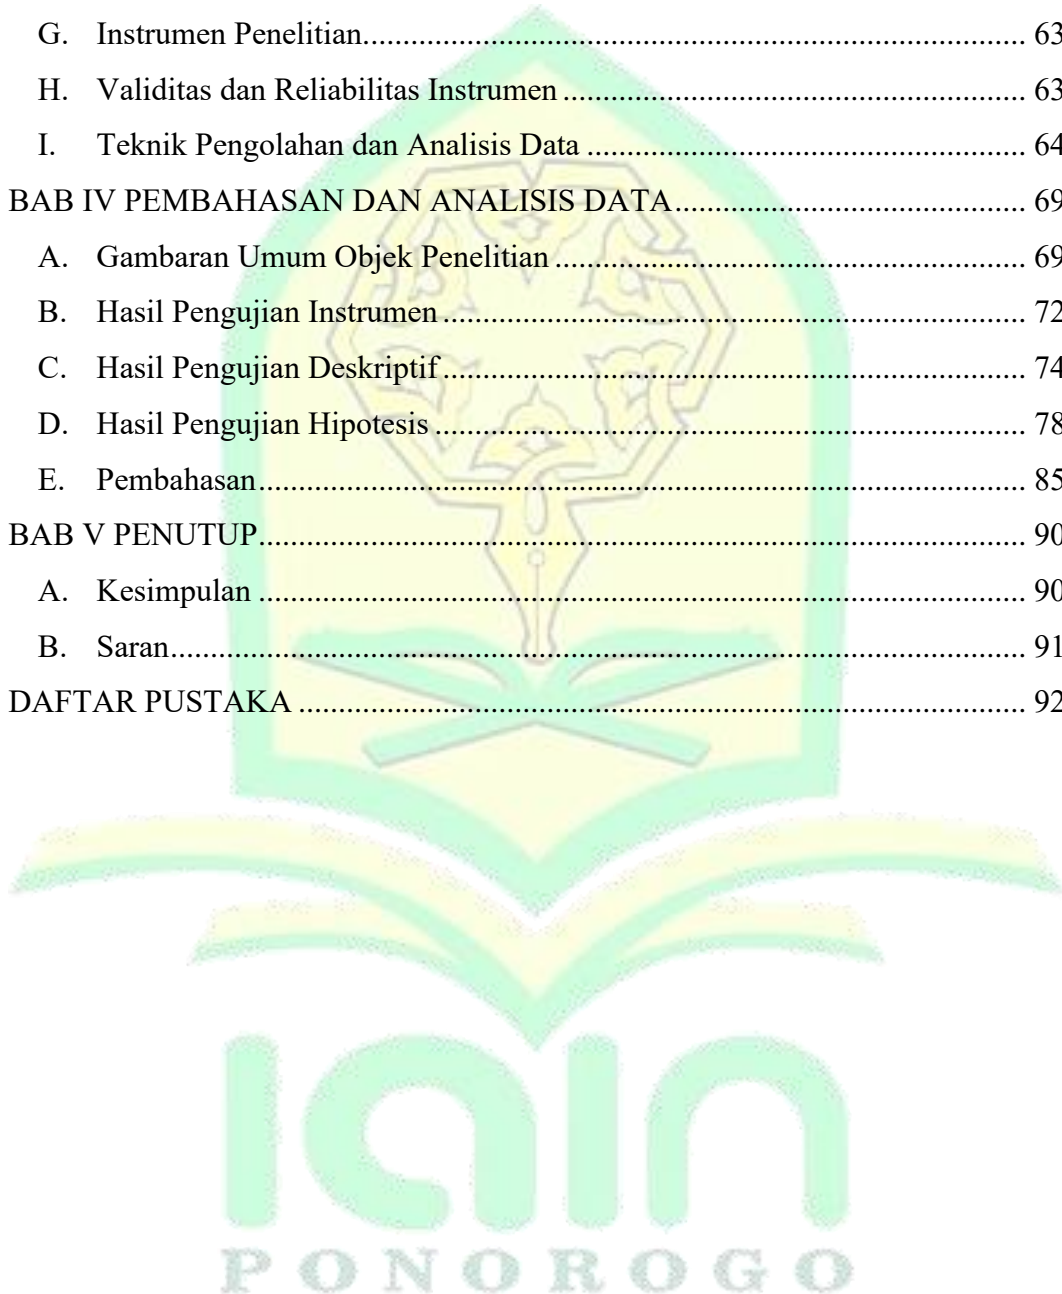 G. Instrumen Penelitian.................................................................................................. 63
H. Validitas dan Reliabilitas Instrumen ...................................................................... 63
I. Teknik Pengolahan dan Analisis Data ................................................................... 64
BAB IV PEMBAHASAN DAN ANALISIS DATA..................................................... 69
A. Gambaran Umum Objek Penelitian ....................................................................... 69
B. Hasil Pengujian Instrumen ..................................................................................... 72
C. Hasil Pengujian Deskriptif ..................................................................................... 74
D. Hasil Pengujian Hipotesis ...................................................................................... 78
E. Pembahasan............................................................................................................. 85
BAB V PENUTUP........................................................................................................ 90
A. Kesimpulan ............................................................................................................ 90
B. Saran........................................................................................................................ 91
DAFTAR PUSTAKA ................................................................................................... 92
iain
PONOROGO